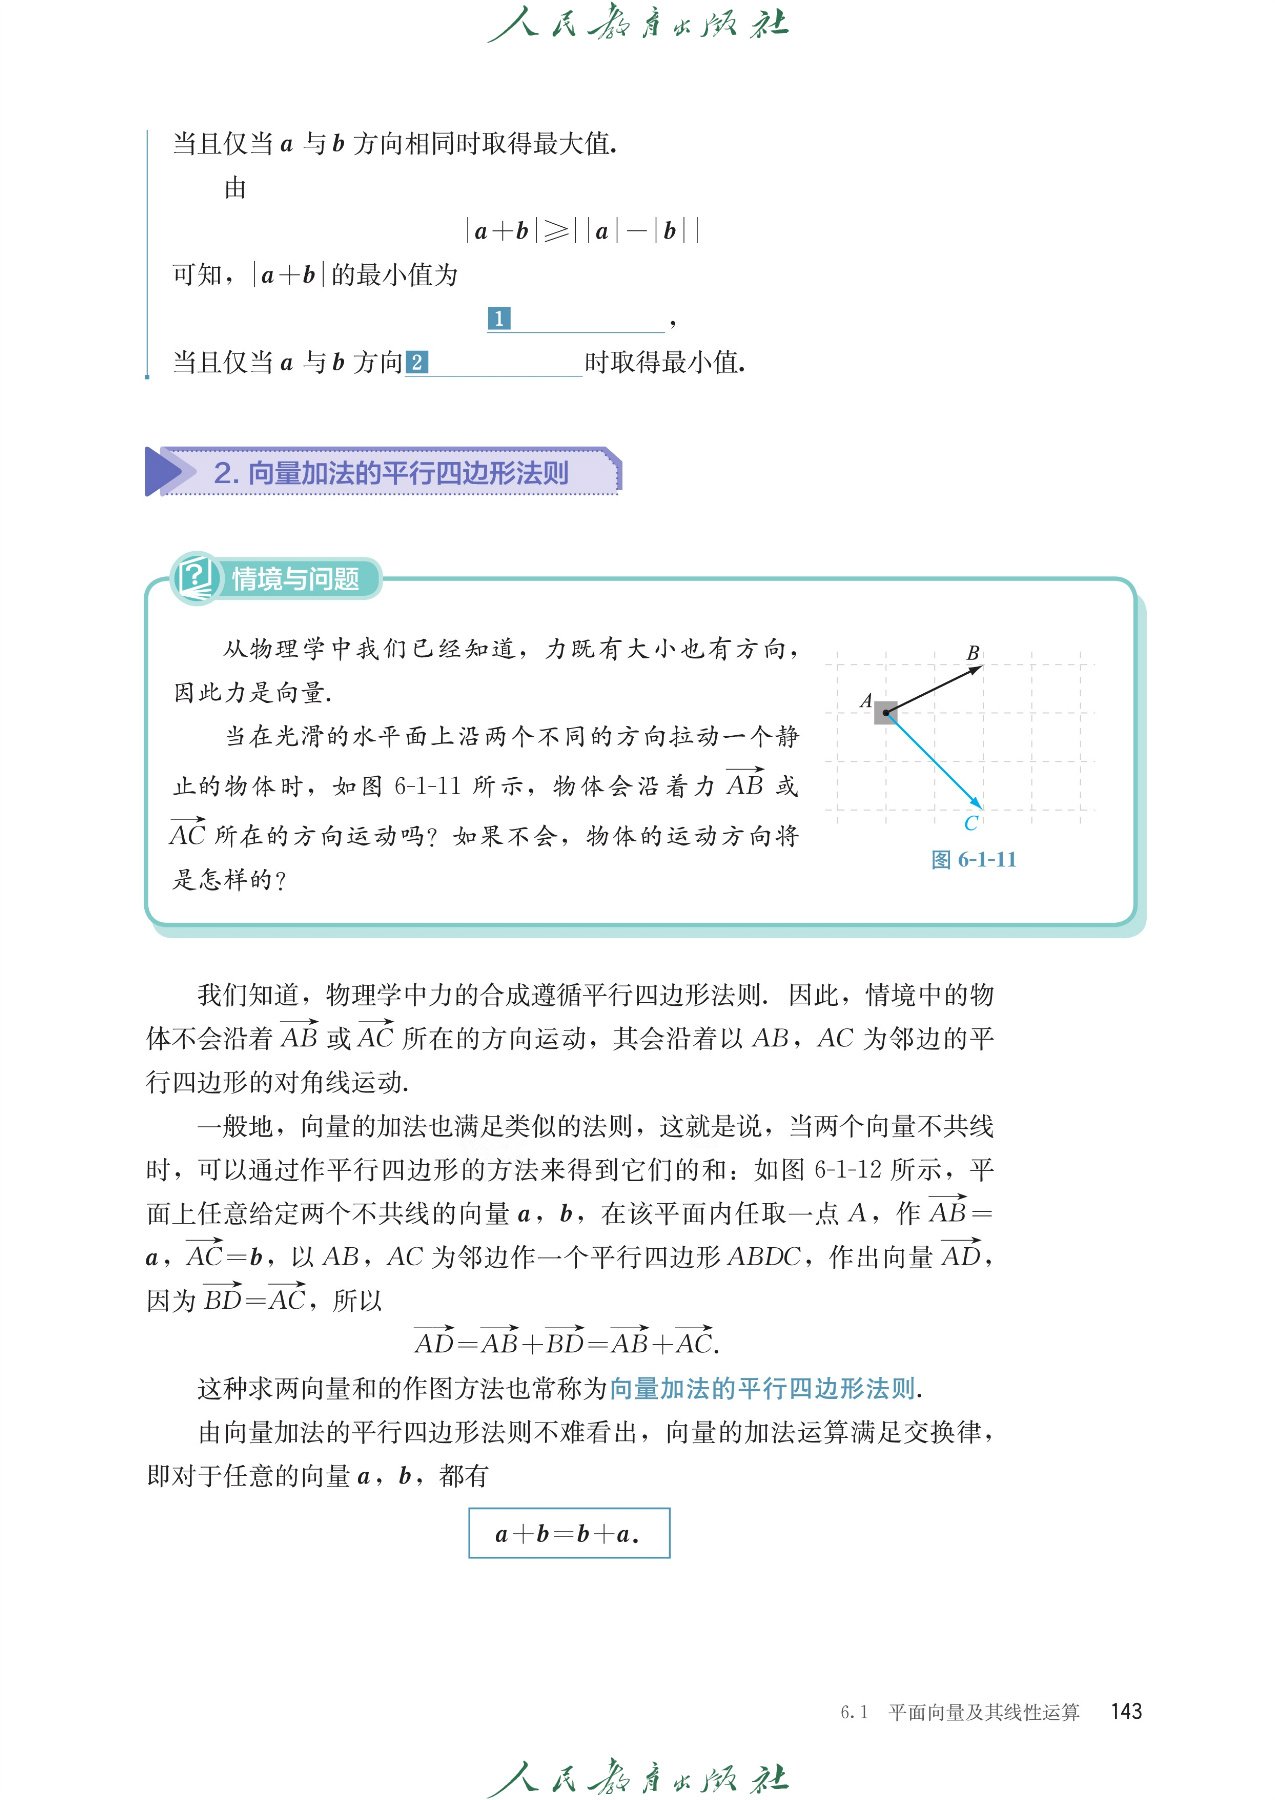 人民教育出版社
当且仅当 a 与 b 方向相同时取得最大值.
由
|a+b|⩾||a|-|b||
可知，|a+b|的最小值为
1 ________，
当且仅当 a 与 b 方向 2 ________ 时取得最小值.
2. 向量加法的平行四边形法则
情境与问题
从物理学中我们已经知道，力既有大小也有方向，
因此力是向量.
当在光滑的水平面上沿两个不同的方向拉动一个静
止的物体时，如图 6-1-11 所示，物体会沿着力 $\overrightarrow{AB}$ 或
$\overrightarrow{AC}$ 所在的方向运动吗？如果不会，物体的运动方向将
是怎样的？
B
A
C
图 6-1-11
我们知道，物理学中力的合成遵循平行四边形法则. 因此，情境中的物
体不会沿着 $\overrightarrow{AB}$ 或 $\overrightarrow{AC}$ 所在的方向运动，其会沿着以 AB，AC 为邻边的平
行四边形的对角线运动.
一般地，向量的加法也满足类似的法则，这就是说，当两个向量不共线
时，可以通过作平行四边形的方法来得到它们的和：如图 6-1-12 所示，平
面上任意给定两个不共线的向量 a，b，在该平面内任取一点 A，作 $\overrightarrow{AB}$=
a，$\overrightarrow{AC}$=b，以 AB，AC 为邻边作一个平行四边形 ABDC，作出向量 $\overrightarrow{AD}$，
因为 $\overrightarrow{BD}$=$\overrightarrow{AC}$，所以
$\overrightarrow{AD}$=$\overrightarrow{AB}$+$\overrightarrow{BD}$=$\overrightarrow{AB}$+$\overrightarrow{AC}$.
这种求两向量和的作图方法也常称为向量加法的平行四边形法则.
由向量加法的平行四边形法则不难看出，向量的加法运算满足交换律，
即对于任意的向量 a，b，都有
a+b=b+a.
6.1 平面向量及其线性运算 143
人民教育出版社